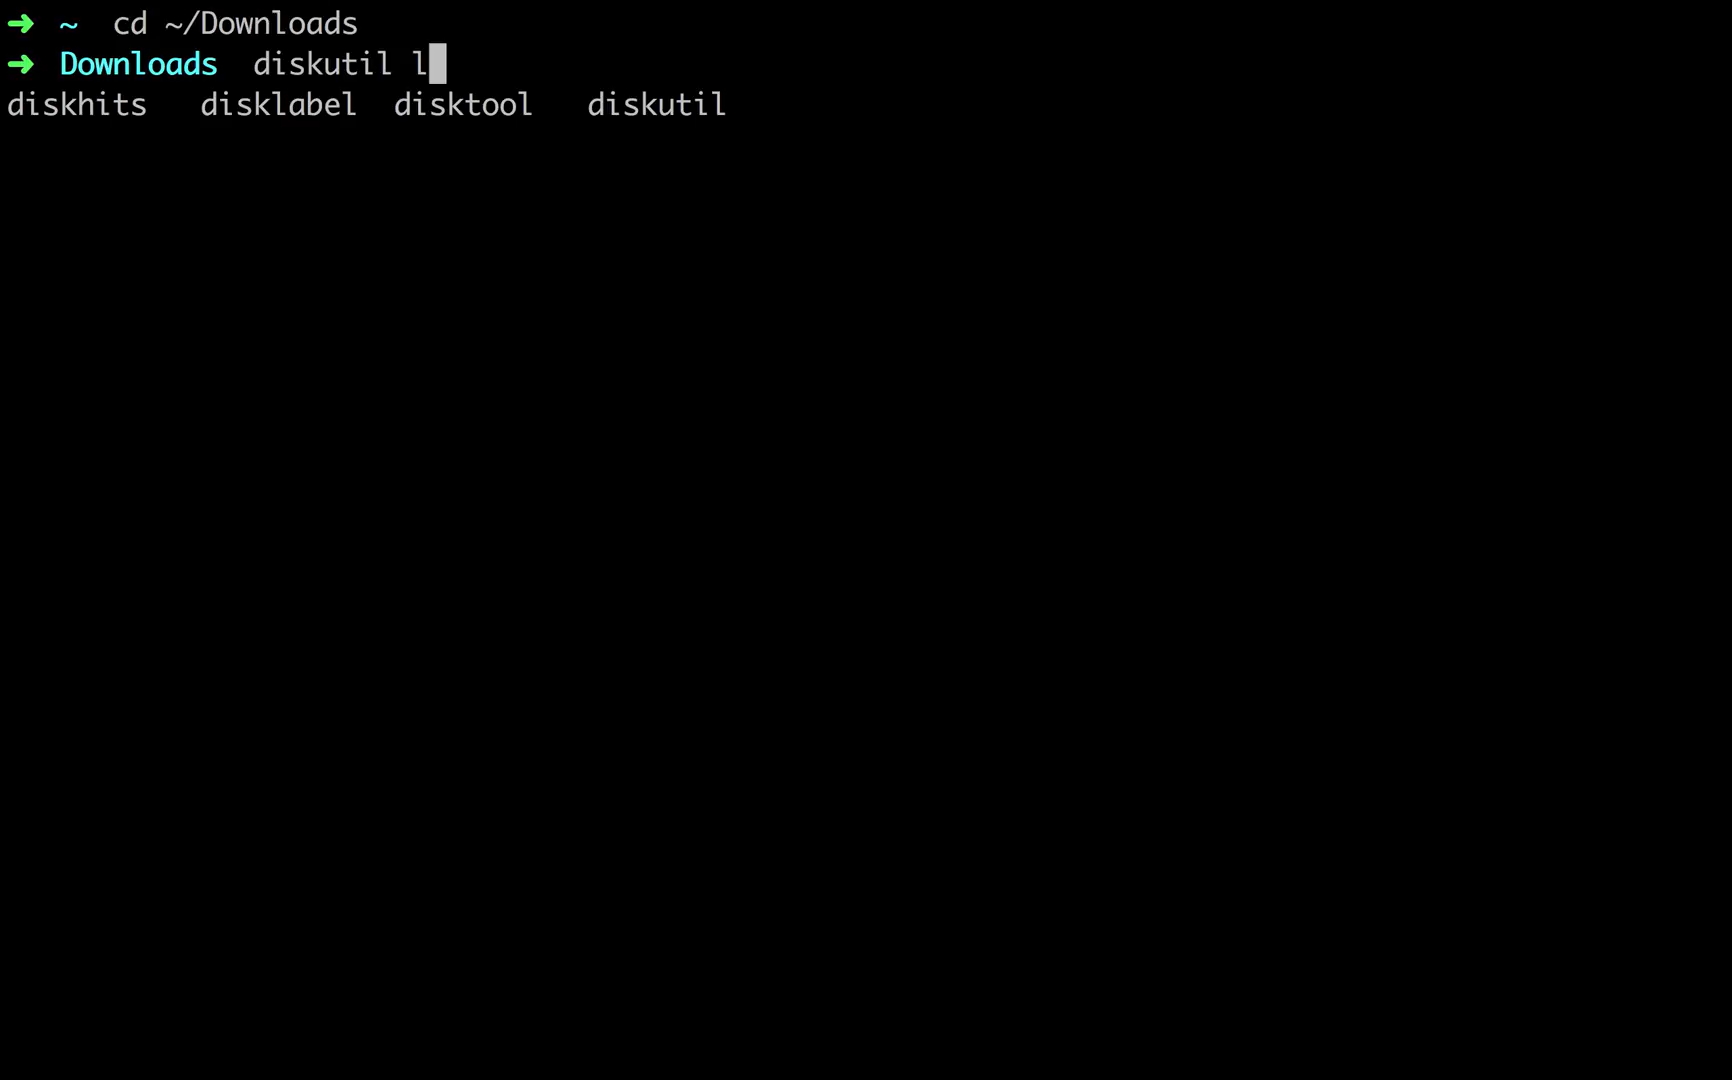 ➜ ~ cd ~/Downloads
➜ Downloads diskutil l
diskhits disklabel disktool diskutil